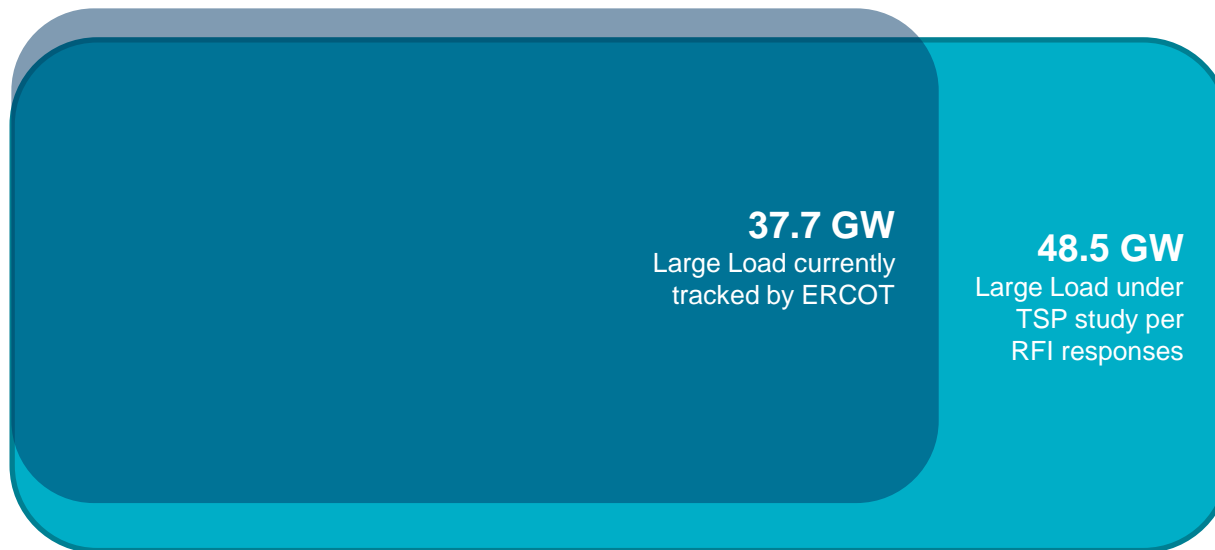 37.7 GW
Large Load currently
tracked by ERCOT
48.5 GW
Large Load under
TSP study per
RFI responses